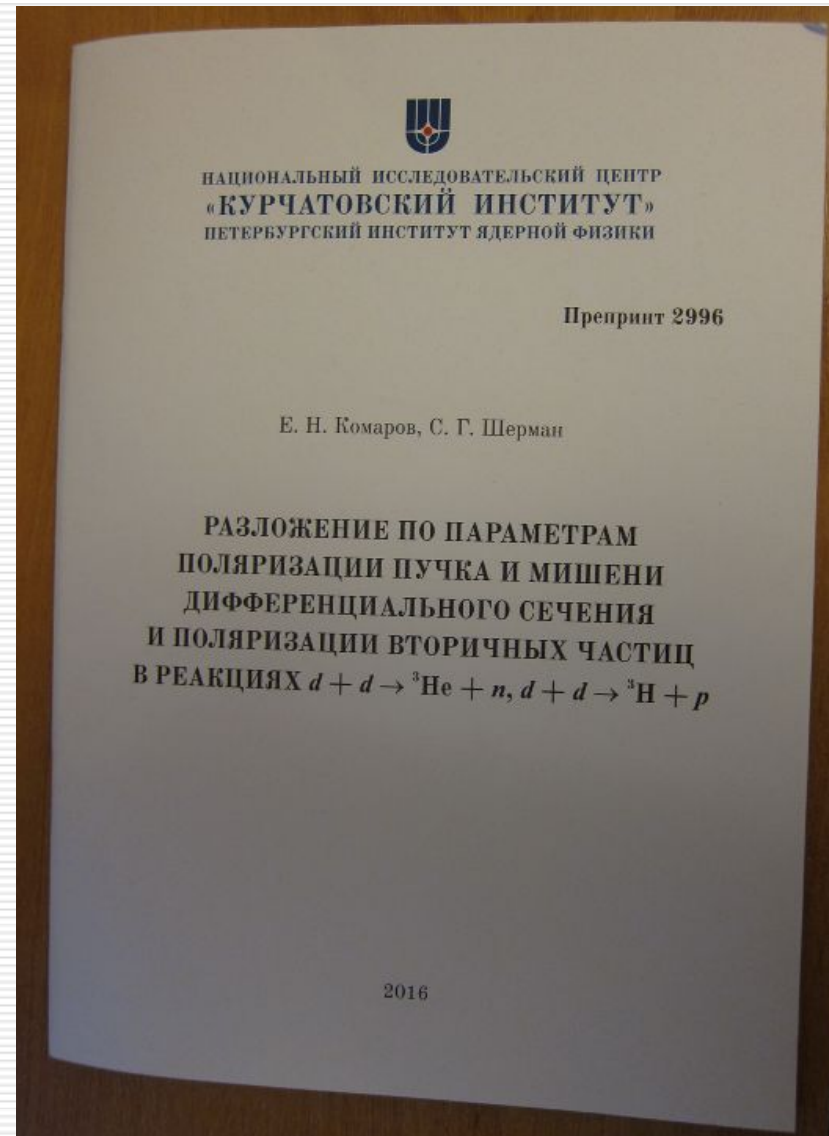 НАЦИОНАЛЬНЫЙ ИССЛЕДОВАТЕЛЬСКИЙ ЦЕНТР
«КУРЧАТОВСКИЙ ИНСТИТУТ»
ПЕТЕРБУРГСКИЙ ИНСТИТУТ ЯДЕРНОЙ ФИЗИКИ
Препринт 2996
Е. Н. Комаров, С. Г. Шерман
РАЗЛОЖЕНИЕ ПО ПАРАМЕТРАМ
ПОЛЯРИЗАЦИИ ПУЧКА И МИШЕНИ
ДИФФЕРЕНЦИАЛЬНОГО СЕЧЕНИЯ
И ПОЛЯРИЗАЦИИ ВТОРИЧНЫХ ЧАСТИЦ
В РЕАКЦИЯХ d + d → ³He + n, d + d → ³H + p
2016